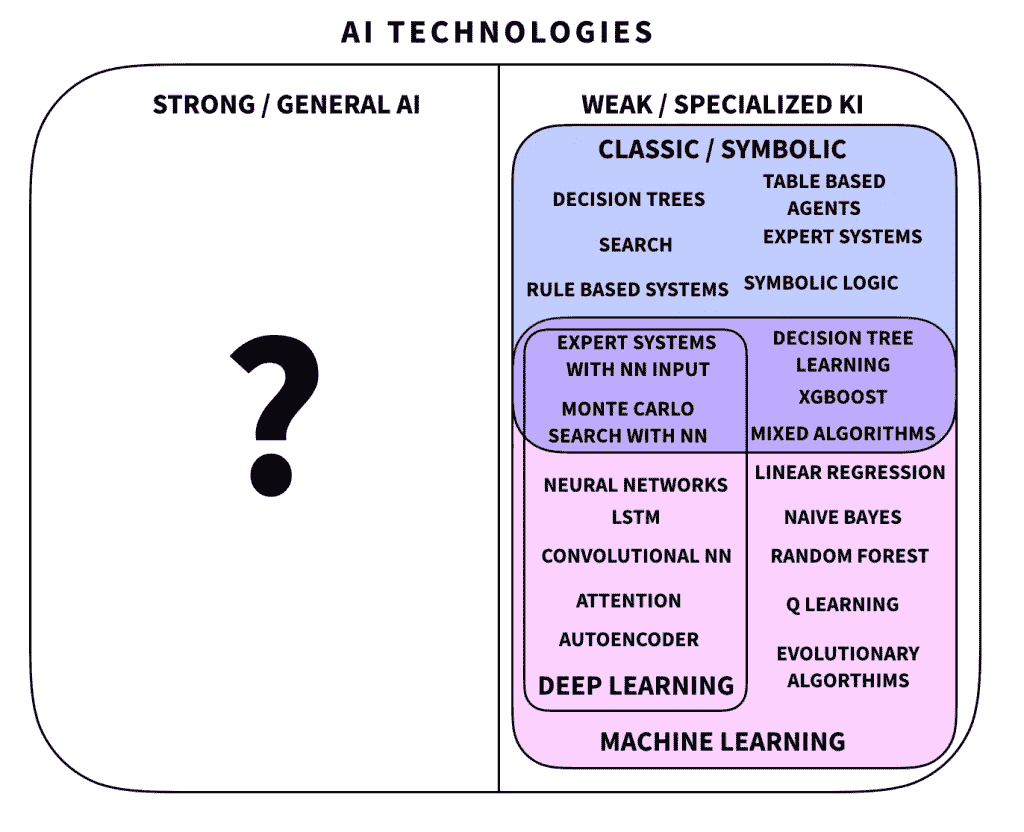 AI TECHNOLOGIES
STRONG / GENERAL AI
?
WEAK / SPECIALIZED KI
CLASSIC / SYMBOLIC
DECISION TREES
TABLE BASED
AGENTS
SEARCH
EXPERT SYSTEMS
RULE BASED SYSTEMS
SYMBOLIC LOGIC
EXPERT SYSTEMS
WITH NN INPUT
MONTE CARLO
SEARCH WITH NN
DECISION TREE
LEARNING
XGBOOST
MIXED ALGORITHMS
NEURAL NETWORKS
LSTM
CONVOLUTIONAL NN
ATTENTION
AUTOENCODER
DEEP LEARNING
LINEAR REGRESSION
NAIVE BAYES
RANDOM FOREST
Q LEARNING
EVOLUTIONARY
ALGORTHIMS
MACHINE LEARNING